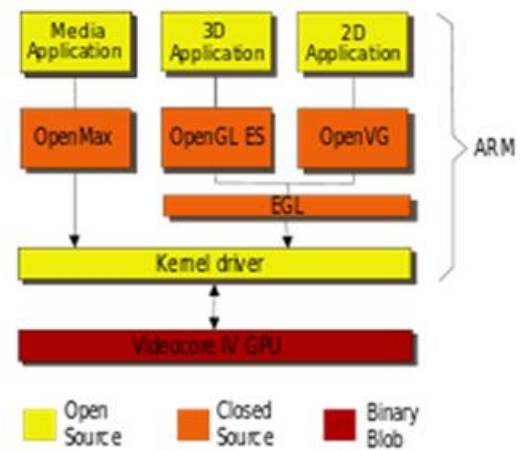 Media
Application
3D
Application
2D
Application
OpenMax
OpenGL ES
OpenVG
ARM
EGL
Kernel driver
Videocore IV GPU
Open
Source
Closed
Source
Binary
Blob